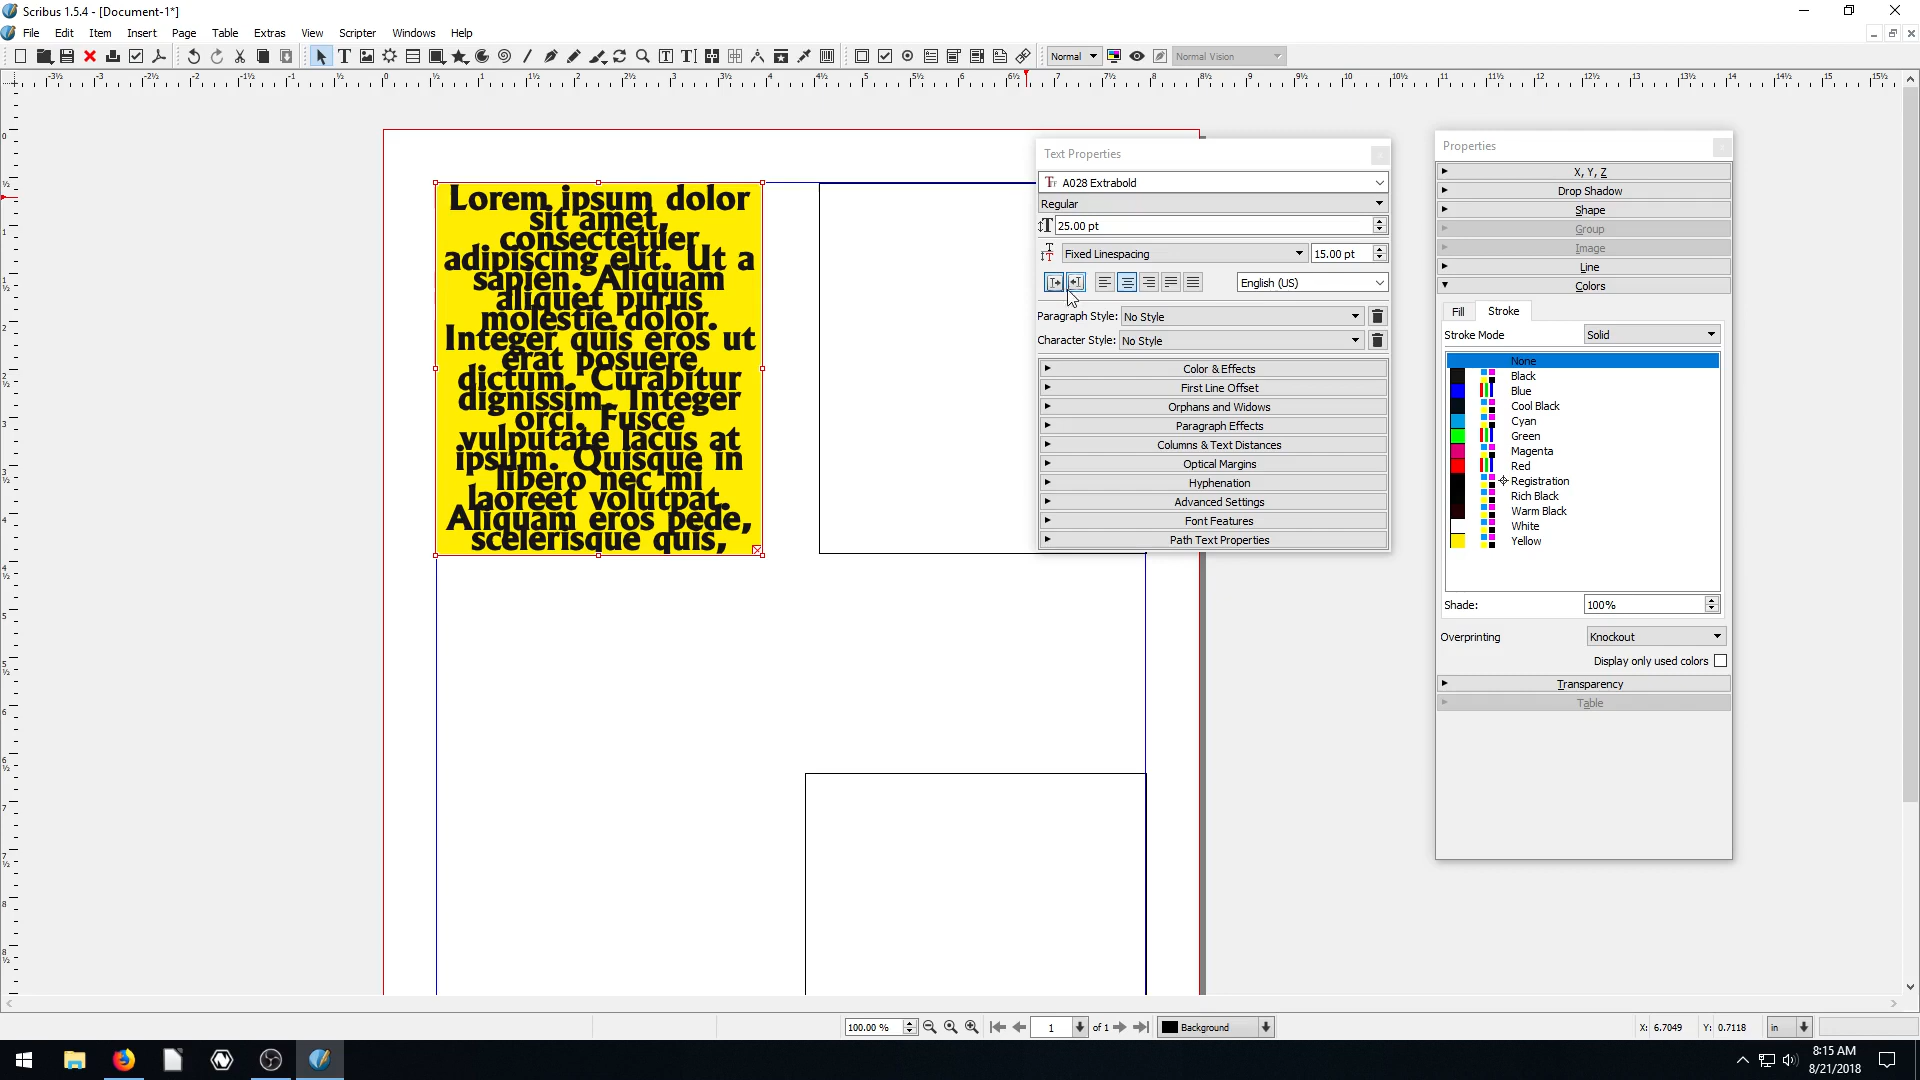 Scribus 1.5.4 - [Document-1*]
File Edit Item Insert Page Table Extras View Scripter Windows Help
Normal
Normal Vision
Lorem ipsum dolor
sit amet,
consectetuer
adipiscing elit. Ut a
sapien. Aliquam
aliquet purus
molestie dolor.
Integer quis eros ut
erat posuere
dictum. Curabitur
dignissim. Integer
orci. Fusce
vulputate lacus at
ipsum. Quisque in
libero nec mi
laoreet volutpat.
Aliquam eros pede,
scelerisque quis,
Text Properties
A028 Extrabold
Regular
25.00 pt
Fixed Linespacing 15.00 pt
English (US)
Paragraph Style: No Style
Character Style: No Style
Color & Effects
First Line Offset
Orphans and Widows
Paragraph Effects
Columns & Text Distances
Optical Margins
Hyphenation
Advanced Settings
Font Features
Path Text Properties
Properties
X, Y, Z
Drop Shadow
Shape
Group
Image
Line
Colors
Fill Stroke
Stroke Mode Solid
None
Black
Blue
Cool Black
Cyan
Green
Magenta
Red
Registration
Rich Black
Warm Black
White
Yellow
Shade: 100%
Overprinting Knockout
Display only used colors
Transparency
Table
100.00 % 1 of 1 Background X: 6.7049 Y: 0.7118 in
8:15 AM
8/21/2018